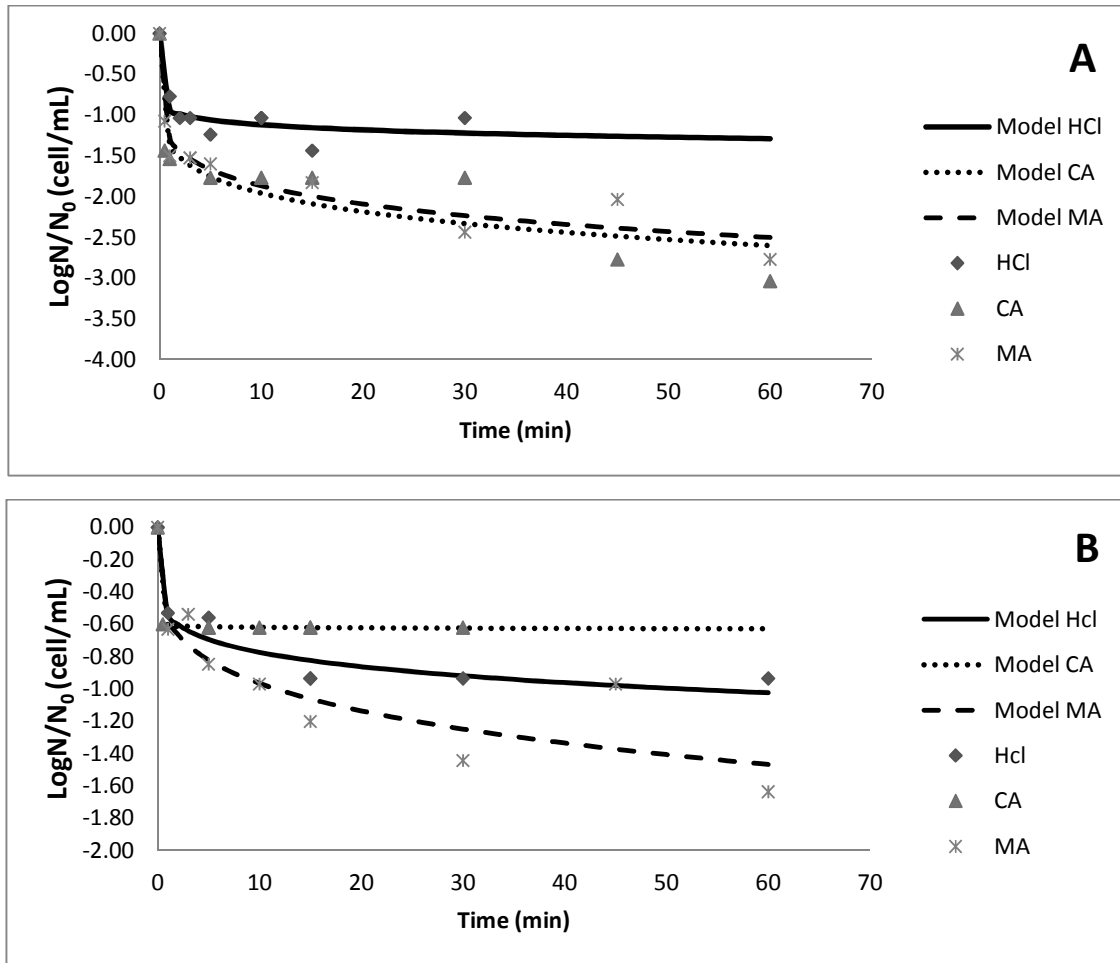 A
LogN/N₀ (cell/mL)
0.00
-0.50
-1.00
-1.50
-2.00
-2.50
-3.00
-3.50
-4.00
0 10 20 30 40 50 60 70
Time (min)
Model HCl
Model CA
Model MA
HCl
CA
MA
B
LogN/N₀ (cell/mL)
0.00
-0.20
-0.40
-0.60
-0.80
-1.00
-1.20
-1.40
-1.60
-1.80
-2.00
0 10 20 30 40 50 60 70
Time (min)
Model Hcl
Model CA
Model MA
Hcl
CA
MA